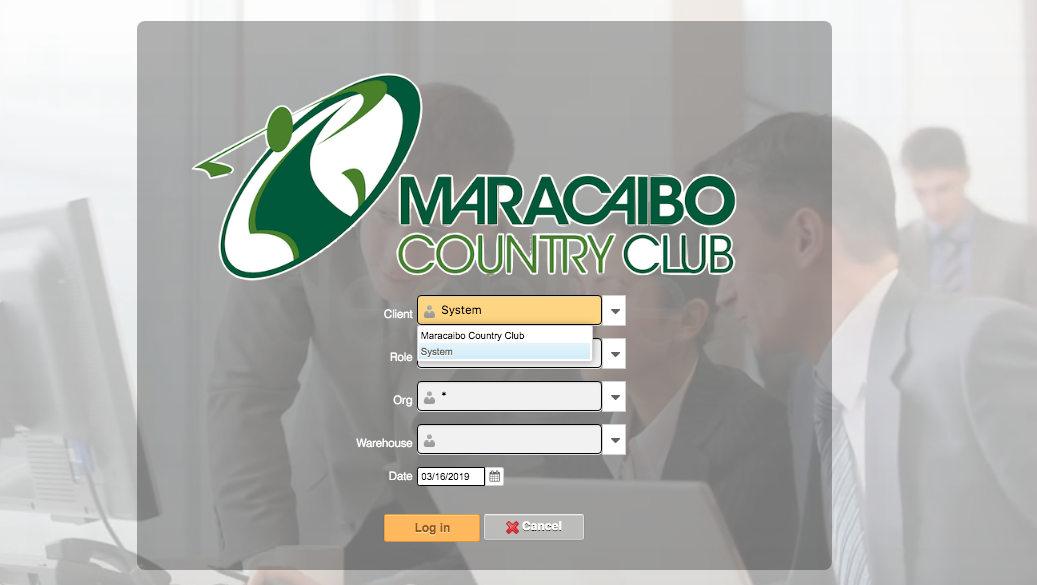 MARACAIBO
COUNTRY CLUB
Client System
Maracaibo Country Club
System
Role
Org *
Warehouse
Date 03/16/2019
Log in Cancel